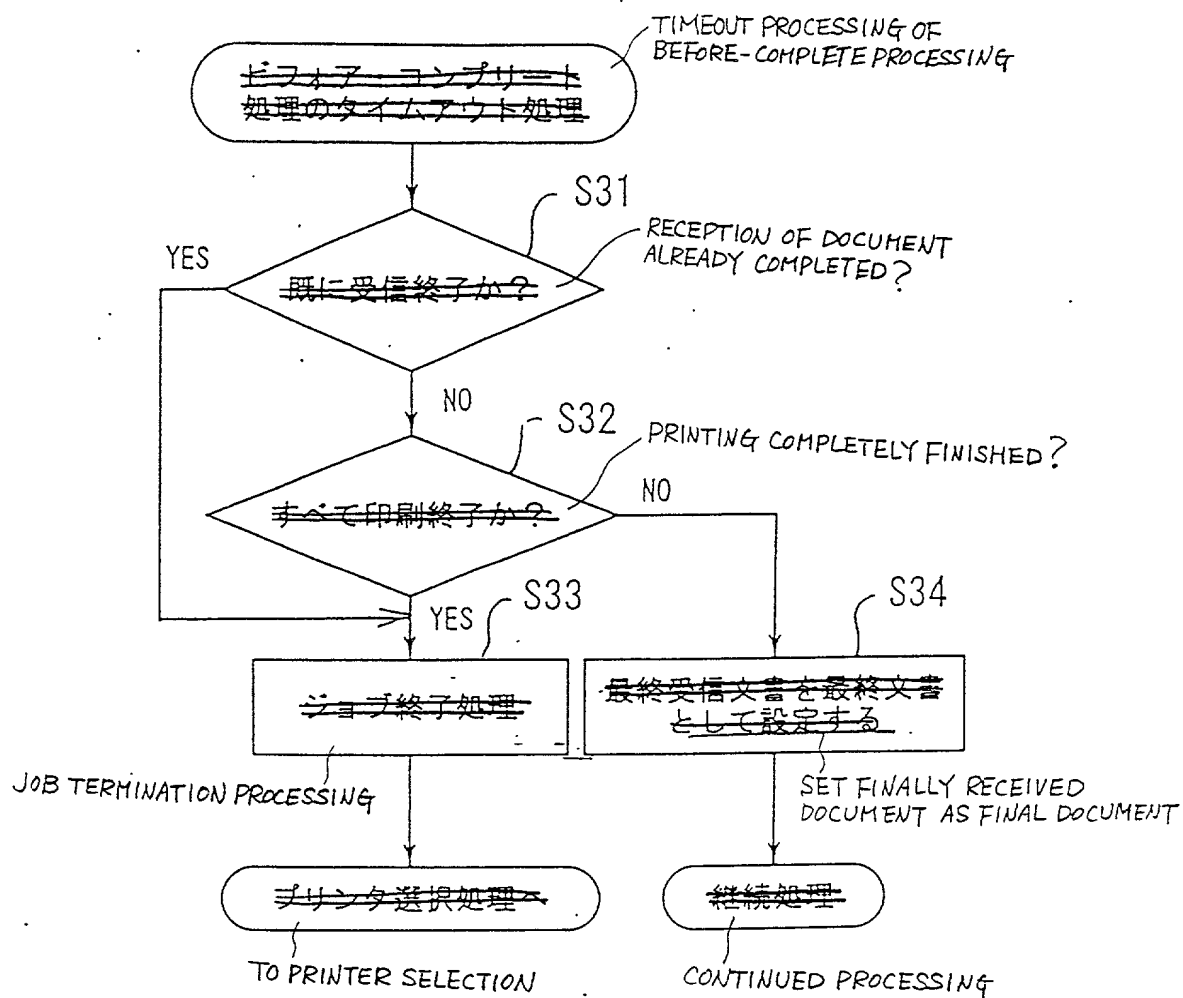 TIMEOUT PROCESSING OF
BEFORE-COMPLETE PROCESSING
ビフォアーコンプリート
処理のタイムアウト処理
S31
RECEPTION OF DOCUMENT
ALREADY COMPLETED?
YES
既に受信終了か?
NO
S32
PRINTING COMPLETELY FINISHED?
NO
すべて印刷終了か?
S33
YES
S34
ジョブ終了処理
最終受信文書を最終文書
として設定する
JOB TERMINATION PROCESSING
SET FINALLY RECEIVED
DOCUMENT AS FINAL DOCUMENT
プリンタ選択処理へ
継続処理
TO PRINTER SELECTION
CONTINUED PROCESSING